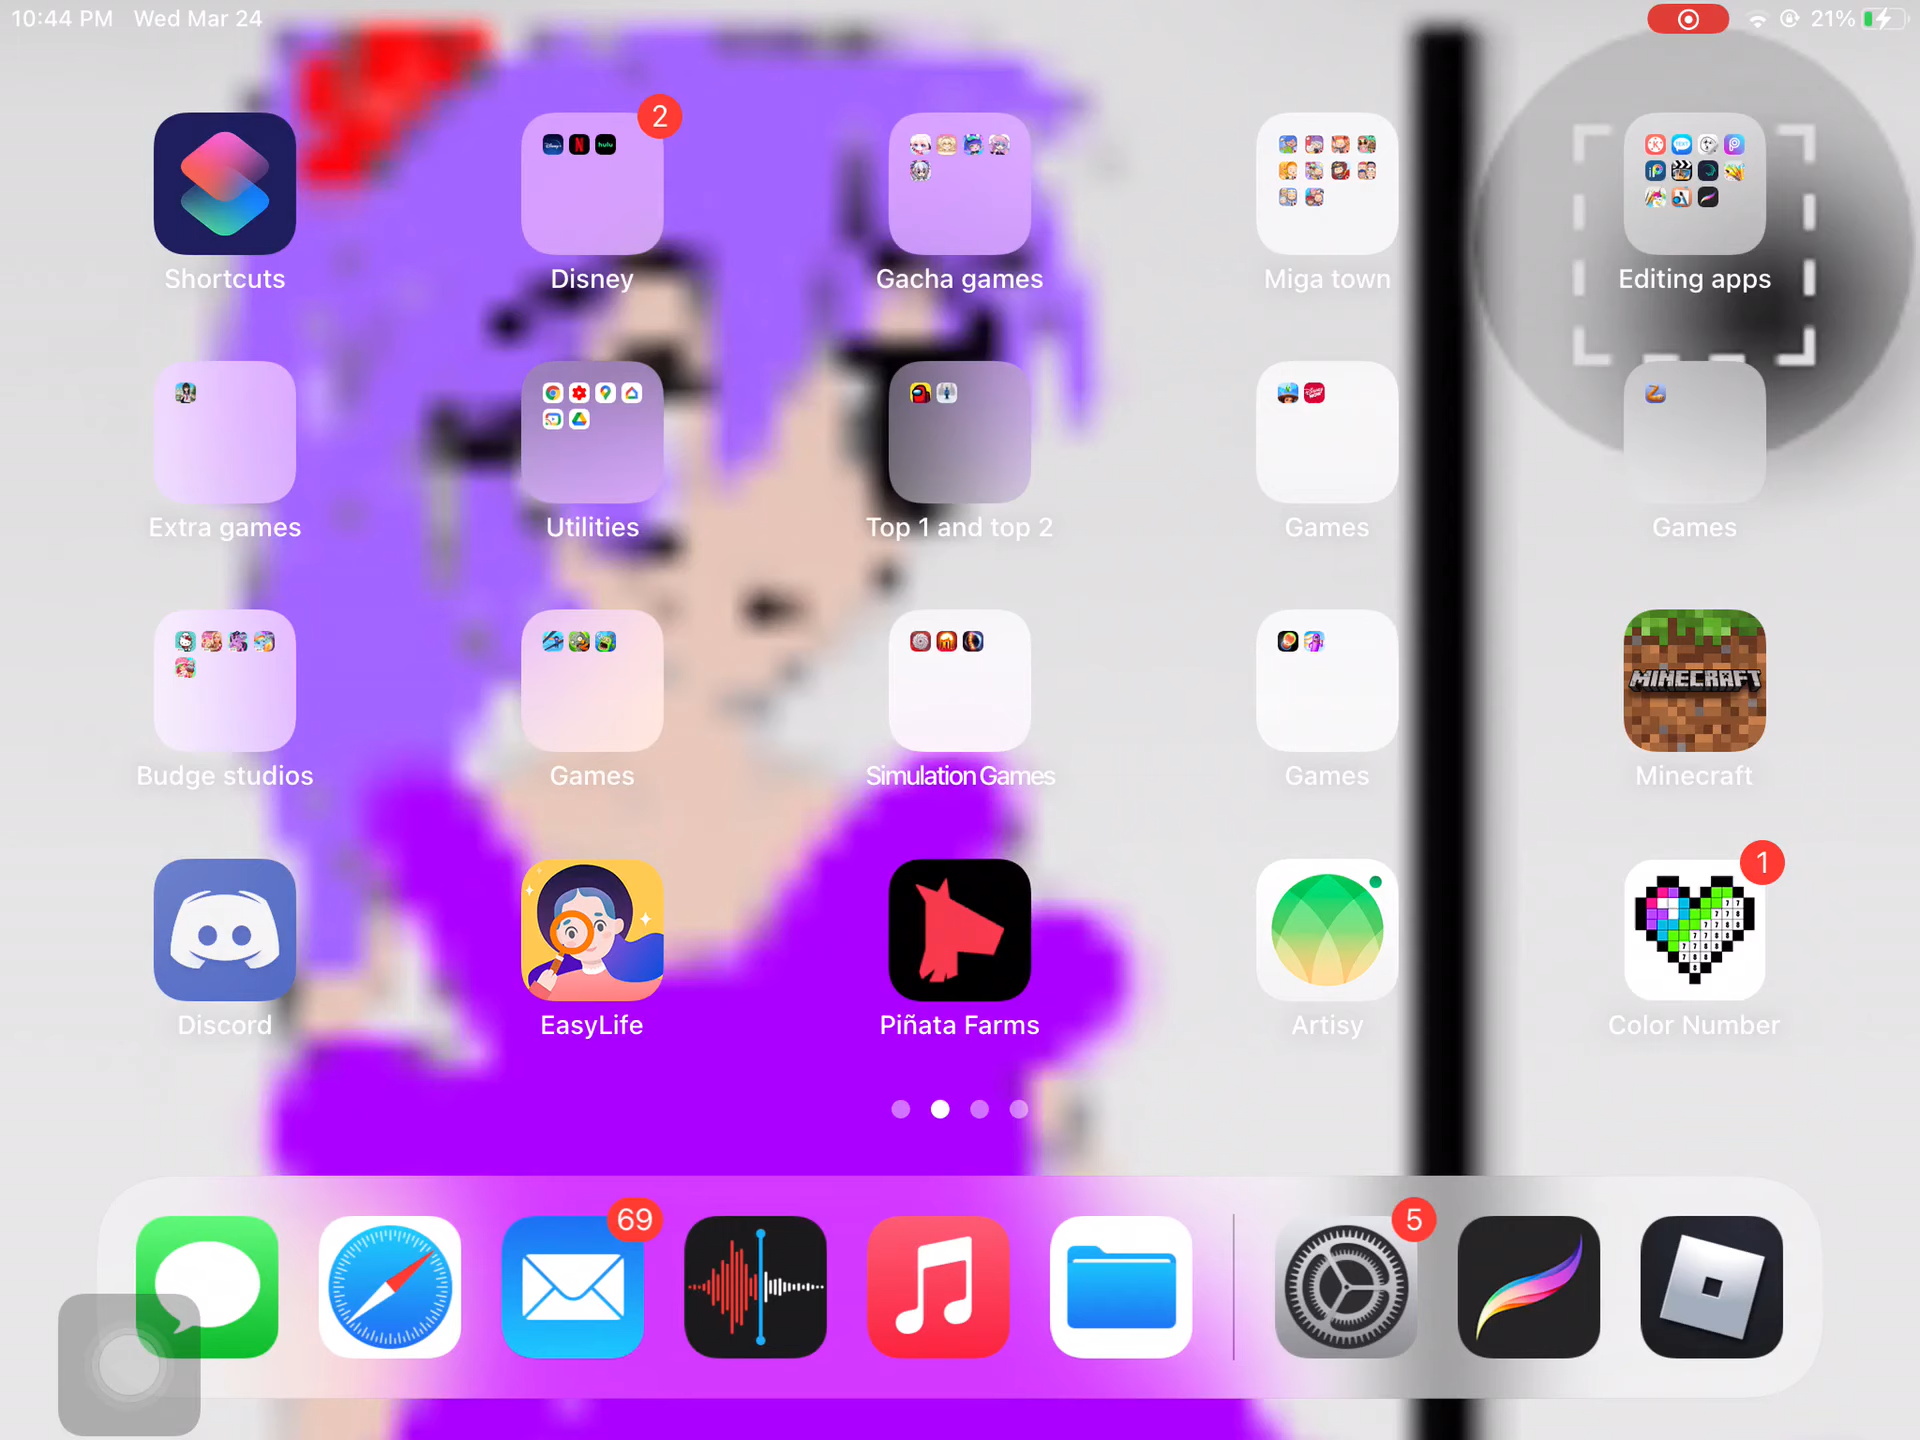 10:44 PM Wed Mar 24
21%
2
Shortcuts
Disney
Gacha games
Miga town
Editing apps
Extra games
Utilities
Top 1 and top 2
Games
Games
Budge studios
Games
Simulation Games
Games
MINECRAFT
Minecraft
1
Discord
EasyLife
Piñata Farms
Artisy
Color Number
69
5